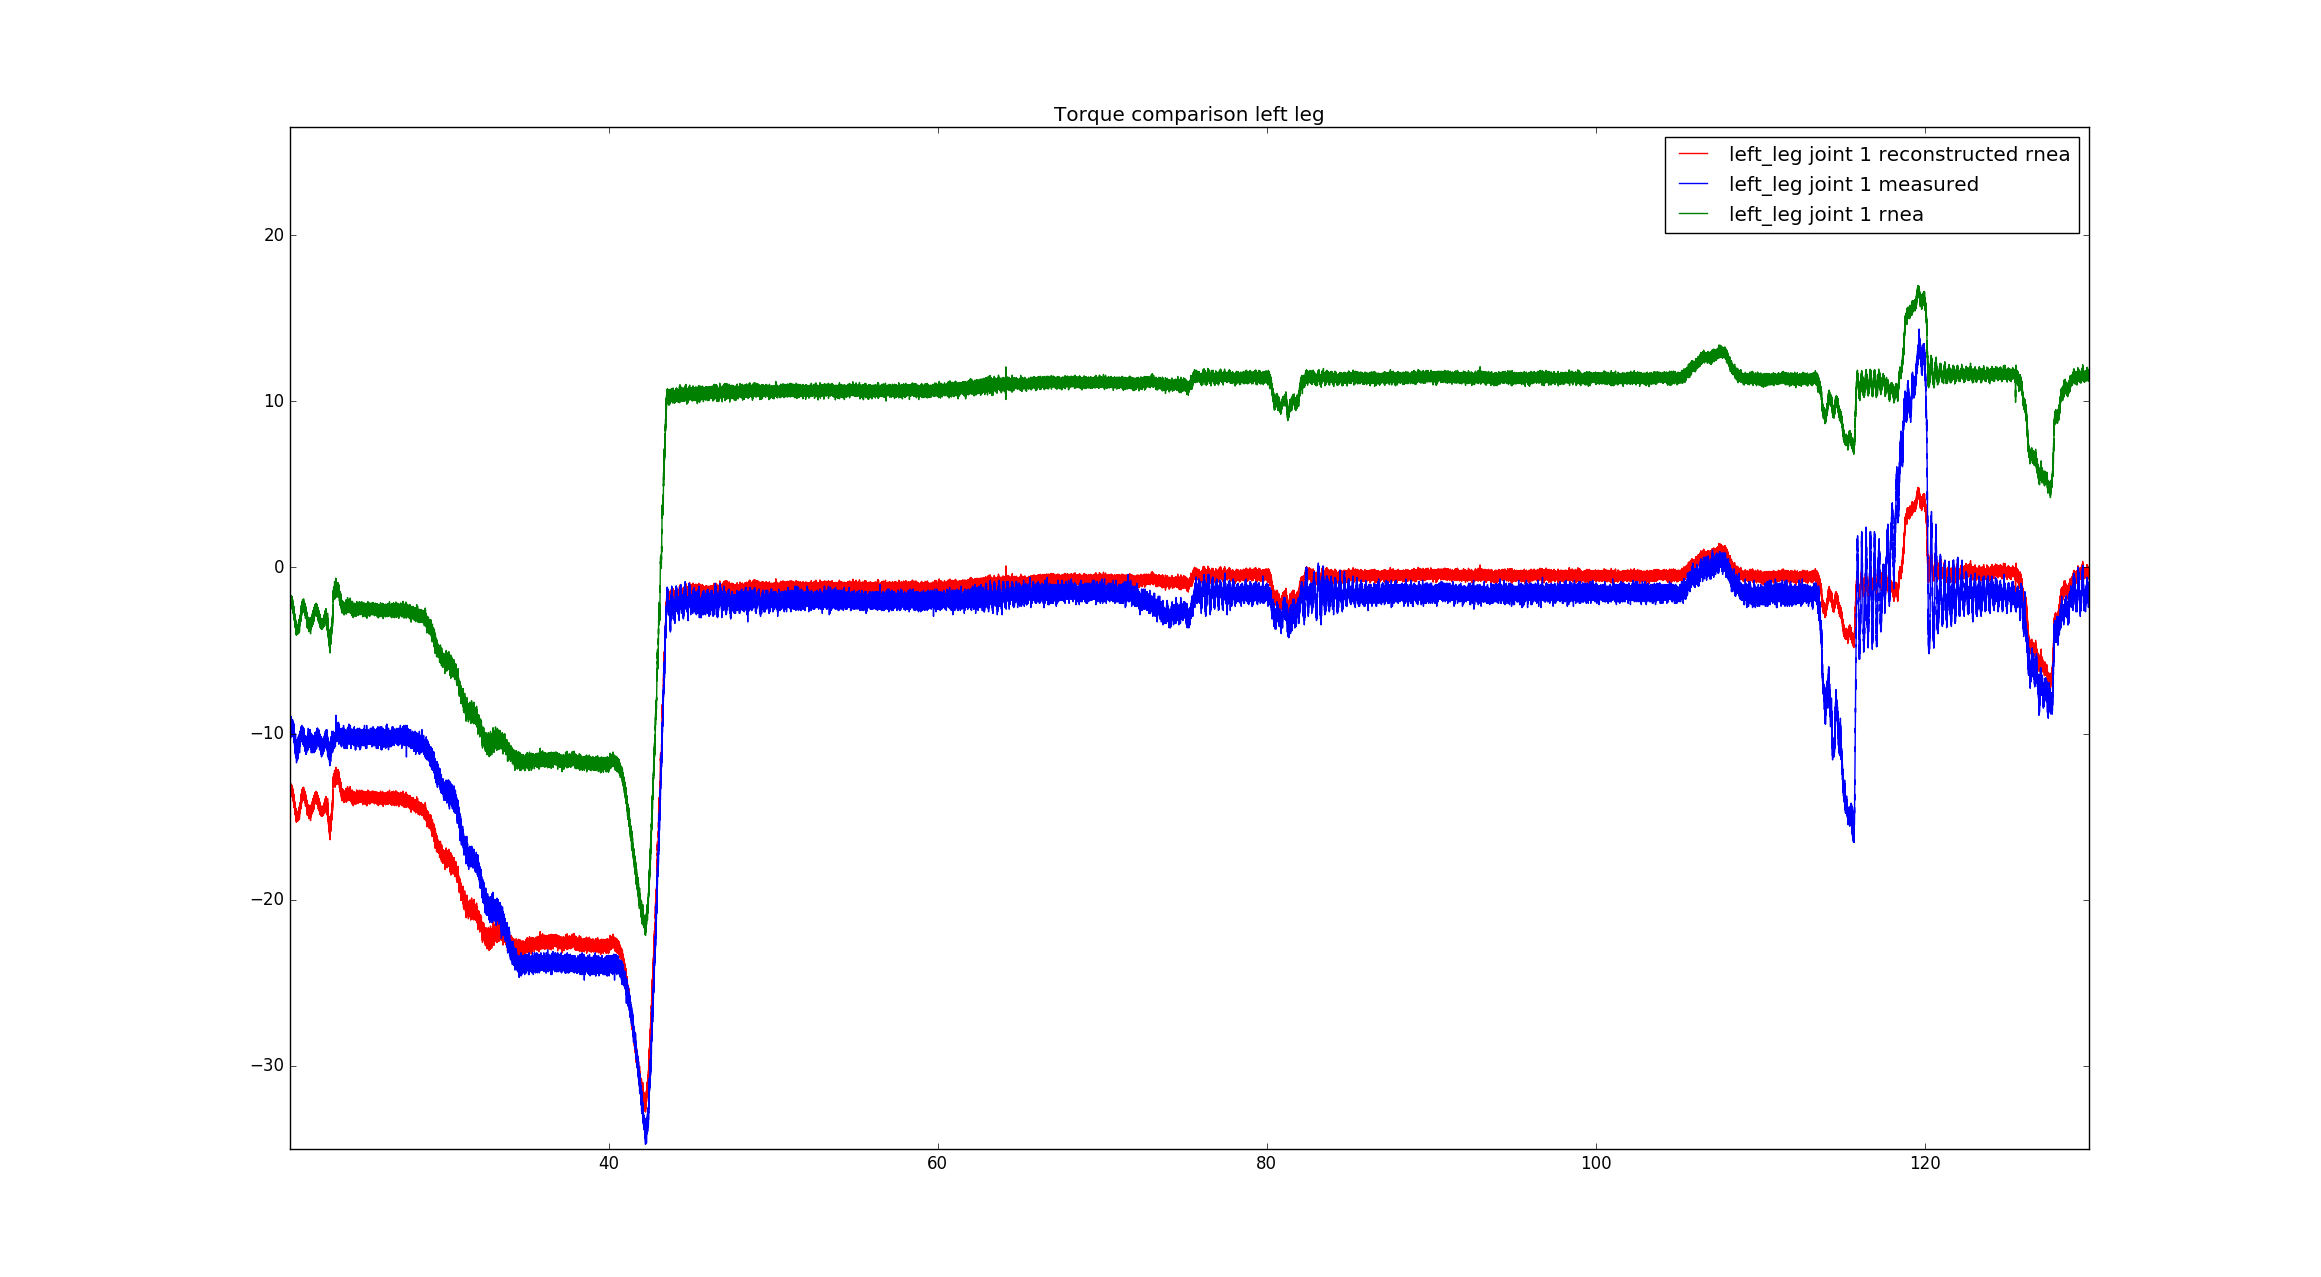 Torque comparison left leg
left_leg joint 1 reconstructed rnea
left_leg joint 1 measured
left_leg joint 1 rnea
20
10
0
−10
−20
−30
40 60 80 100 120